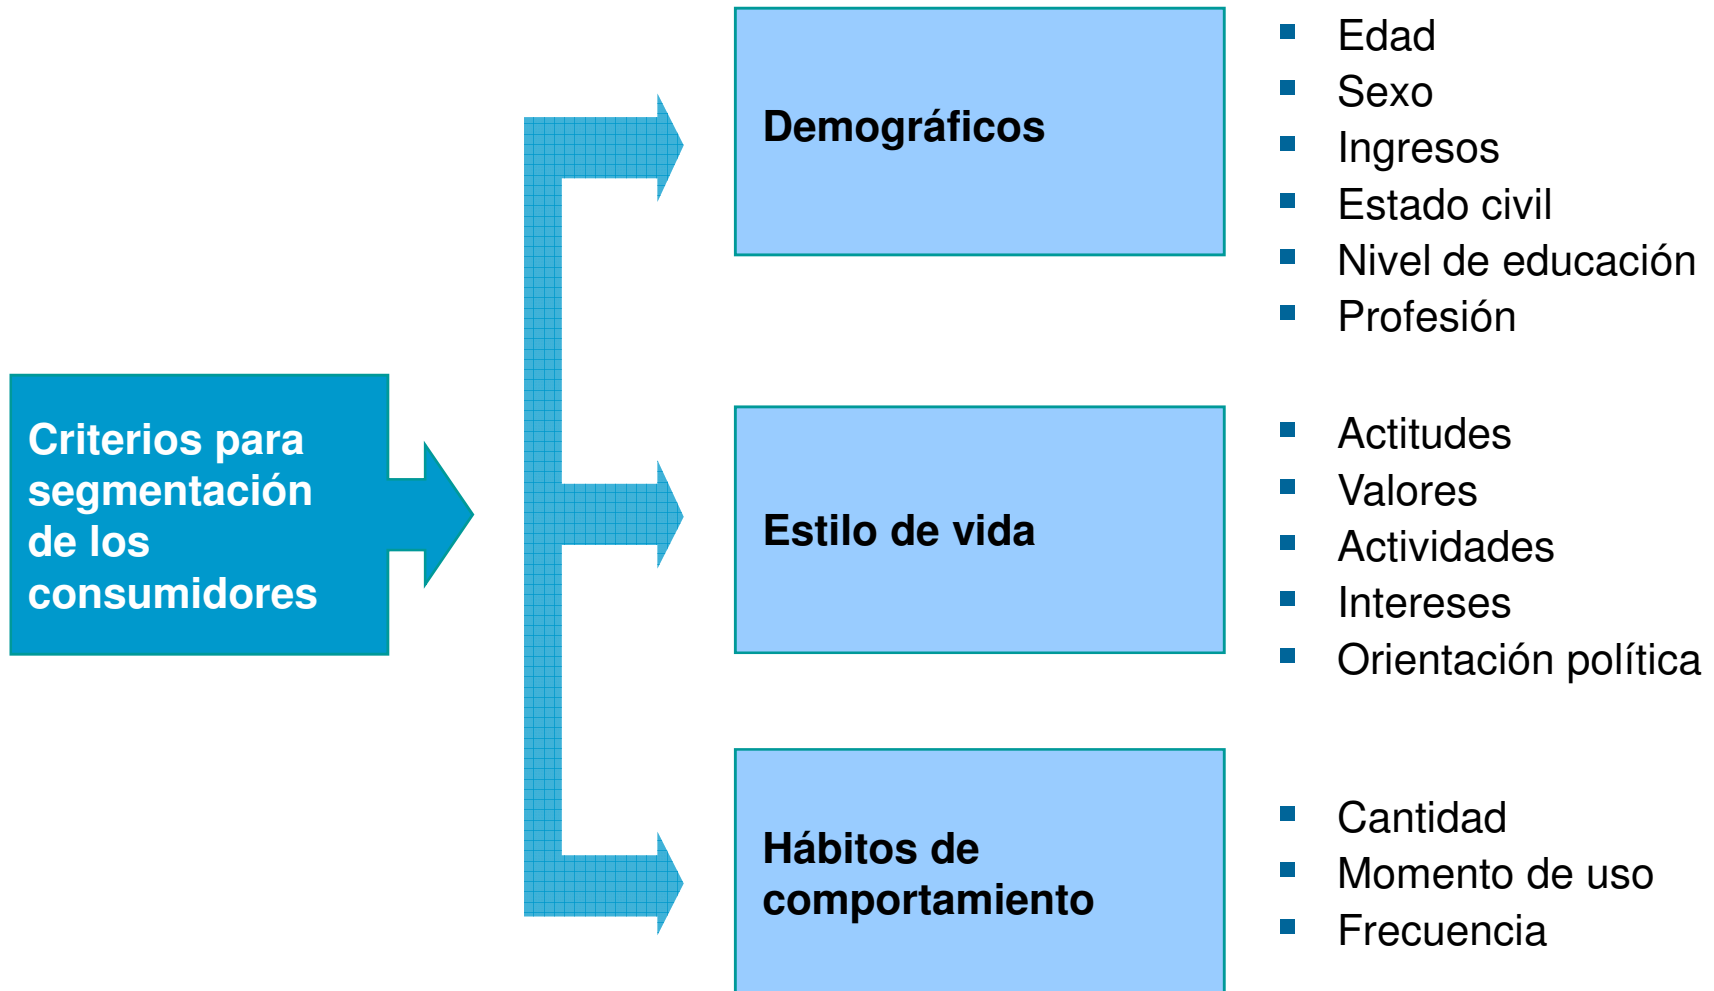 Criterios para
segmentación
de los
consumidores
Demográficos
Edad
Sexo
Ingresos
Estado civil
Nivel de educación
Profesión
Estilo de vida
Actitudes
Valores
Actividades
Intereses
Orientación política
Hábitos de
comportamiento
Cantidad
Momento de uso
Frecuencia